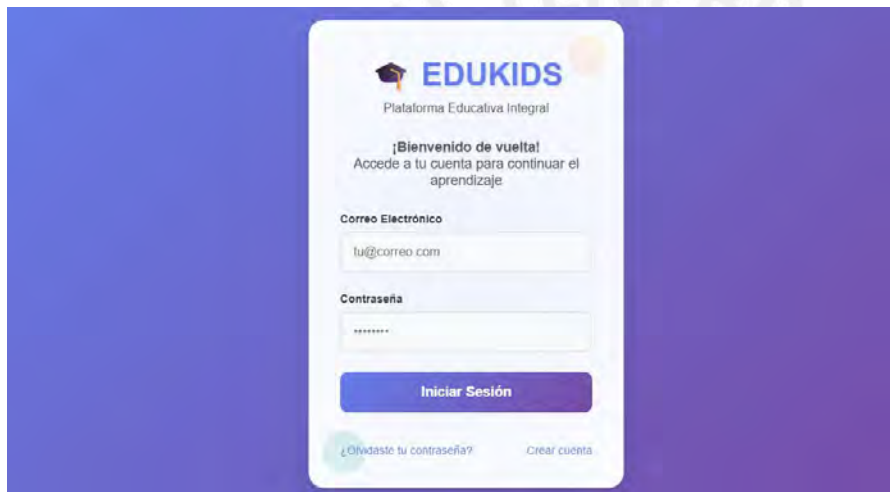 EDUKIDS
Plataforma Educativa Integral
¡Bienvenido de vuelta!
Accede a tu cuenta para continuar el
aprendizaje
Correo Electrónico
tu@correo.com
Contraseña
••••••••
Iniciar Sesión
¿Olvidaste tu contraseña? Crear cuenta